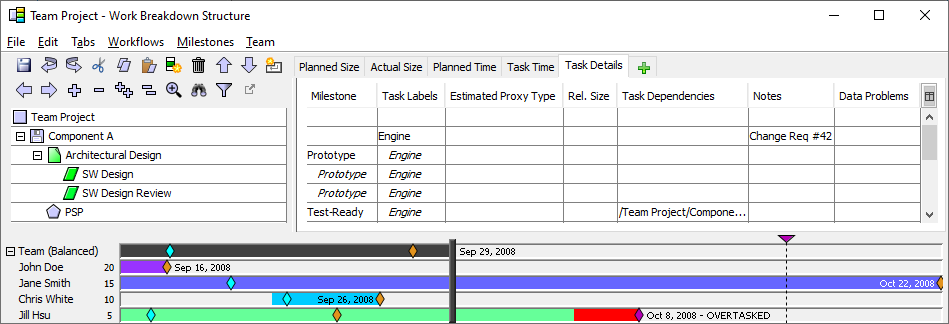 Team Project - Work Breakdown Structure
File Edit Tabs Workflows Milestones Team
Planned Size Actual Size Planned Time Task Time Task Details
Milestone Task Labels Estimated Proxy Type Rel. Size Task Dependencies Notes Data Problems
Team Project
Component A Engine Change Req #42
Architectural Design Prototype Engine
SW Design Prototype Engine
SW Design Review Prototype Engine
PSP Test-Ready Engine /Team Project/Compone...
Team (Balanced) Sep 29, 2008
John Doe 20 Sep 16, 2008
Jane Smith 15 Oct 22, 2008
Chris White 10 Sep 26, 2008
Jill Hsu 5 Oct 8, 2008 - OVERTASKED